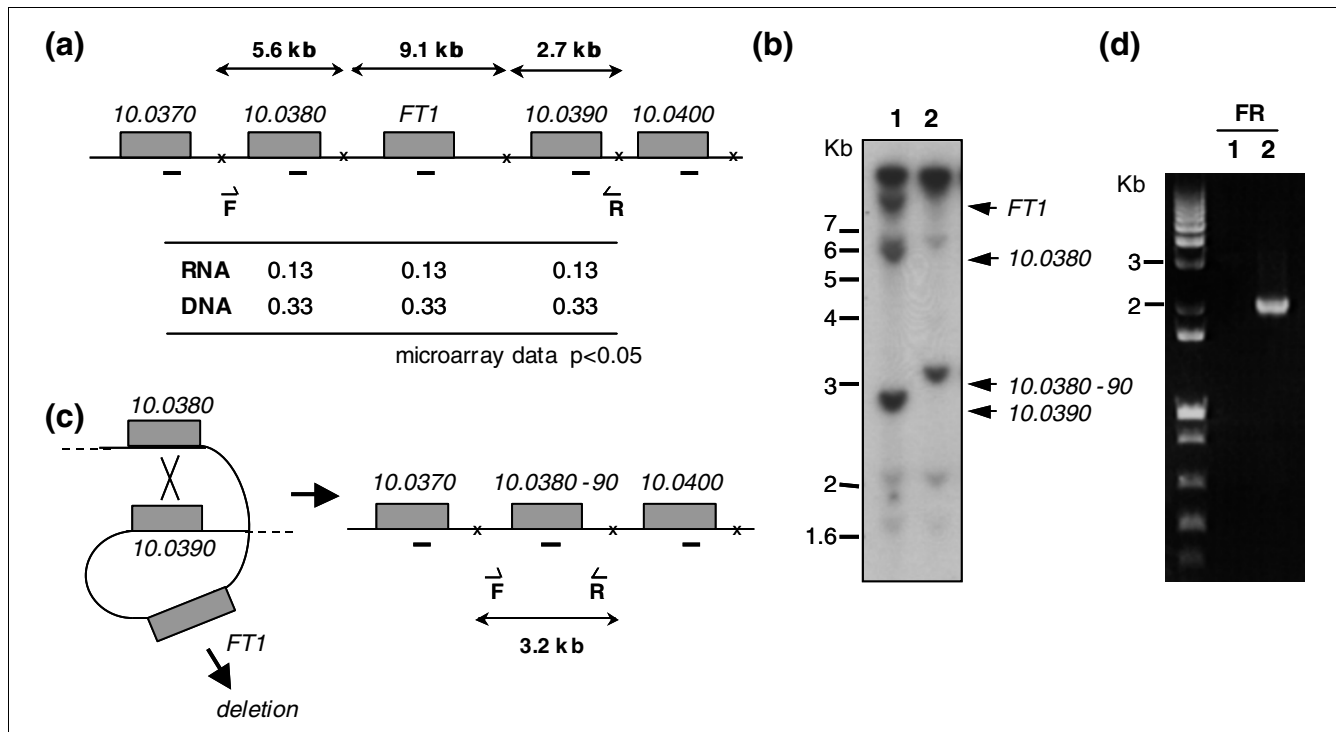 (a)
5.6 kb 9.1 kb 2.7 kb
10.0370 10.0380 FT1 10.0390 10.0400
x x x x x
F R
RNA 0.13 0.13 0.13
DNA 0.33 0.33 0.33
microarray data p<0.05
(b)
1 2
Kb
7
6
5
4
3
2
1.6
FT1
10.0380
10.0380 - 90
10.0390
(c)
10.0380
10.0390
FT1
deletion
10.0370 10.0380 - 90 10.0400
x x x
F R
3.2 kb
(d)
FR
1 2
Kb
3
2